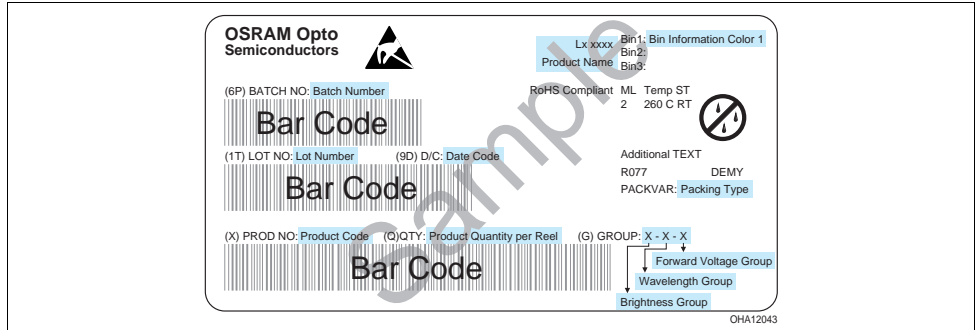 OSRAM Opto
Semiconductors
Lx xxxx
Product Name
Bin1: Bin Information Color 1
Bin2:
Bin3:
(6P) BATCH NO: Batch Number
Bar Code
RoHS Compliant ML Temp ST
2 260 C RT
(1T) LOT NO: Lot Number (9D) D/C: Date Code
Bar Code
Additional TEXT
R077 DEMY
PACKVAR: Packing Type
(X) PROD NO: Product Code (Q)QTY: Product Quantity per Reel (G) GROUP: X - X - X
Bar Code
Forward Voltage Group
Wavelength Group
Brightness Group
Sample
OHA12043